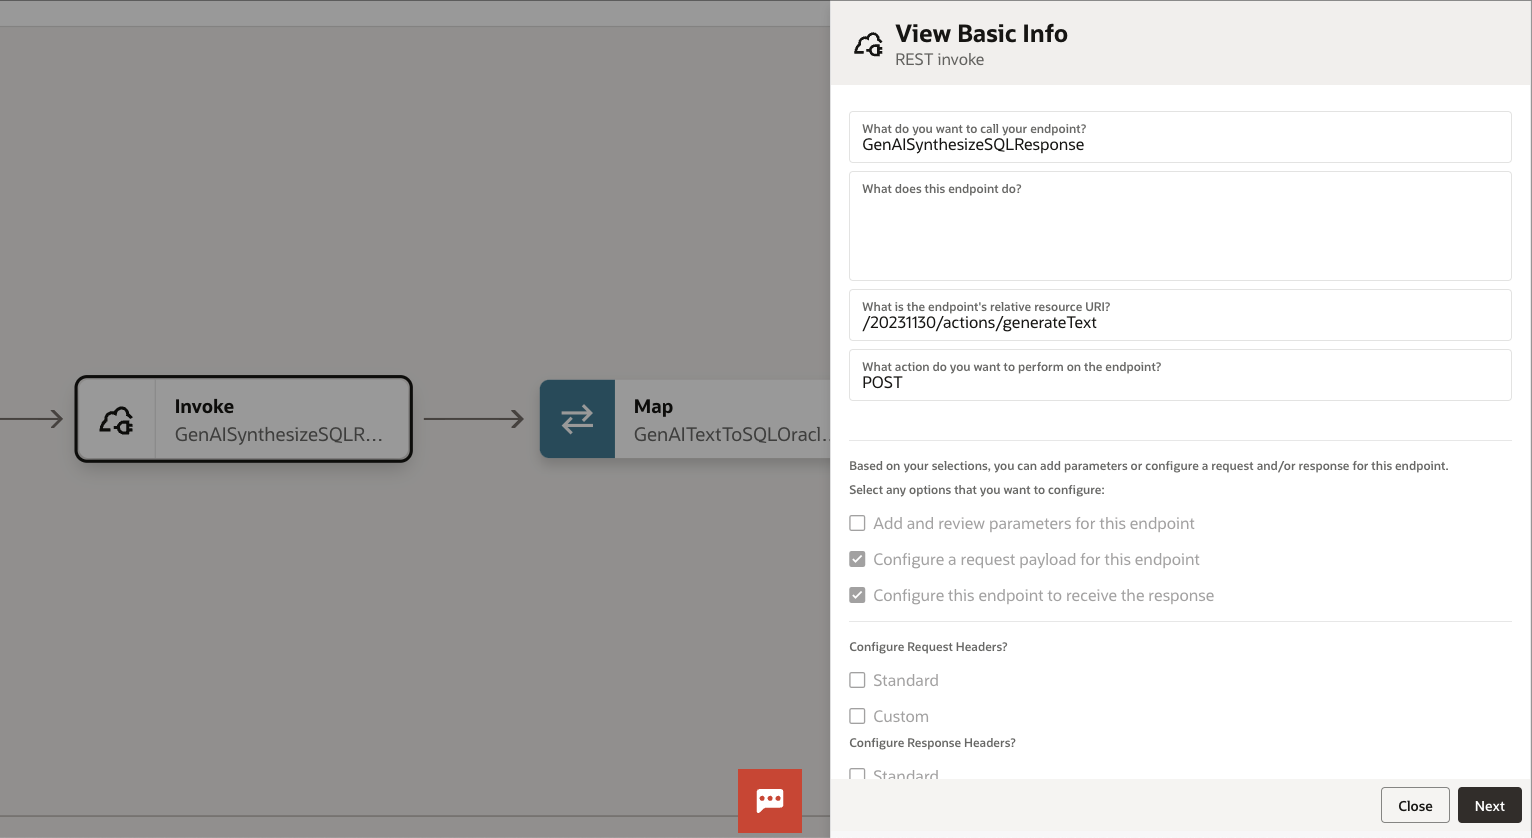 View Basic Info
REST invoke
What do you want to call your endpoint?
GenAISynthesizeSQLResponse
What does this endpoint do?
What is the endpoint's relative resource URI?
/20231130/actions/generateText
What action do you want to perform on the endpoint?
POST
Invoke
GenAISynthesizeSQLR...
Map
GenAITextToSQLOracl...
Based on your selections, you can add parameters or configure a request and/or response for this endpoint.
Select any options that you want to configure:
Add and review parameters for this endpoint
Configure a request payload for this endpoint
Configure this endpoint to receive the response
Configure Request Headers?
Standard
Custom
Configure Response Headers?
Standard
Close
Next